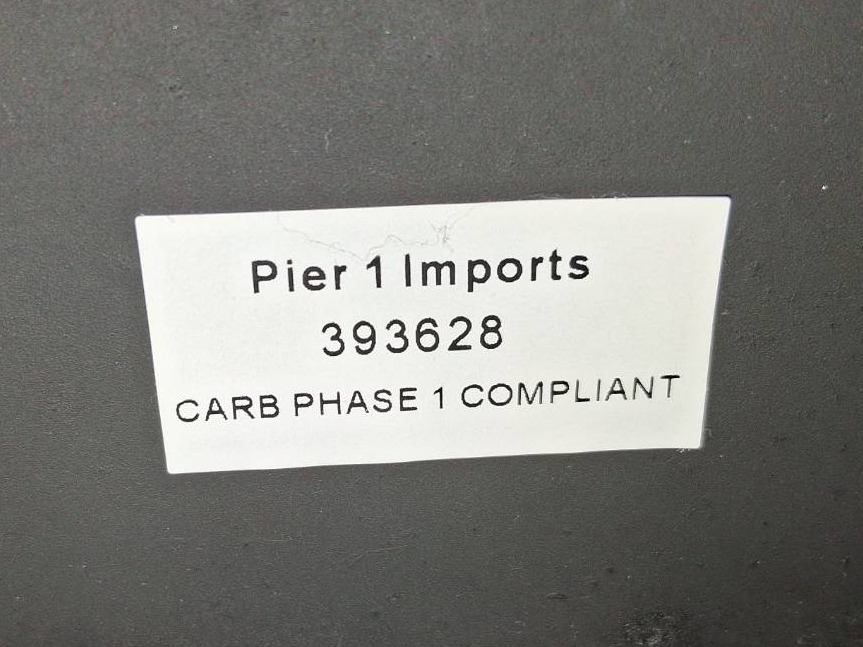 Pier 1 Imports
393628
CARB PHASE 1 COMPLIANT